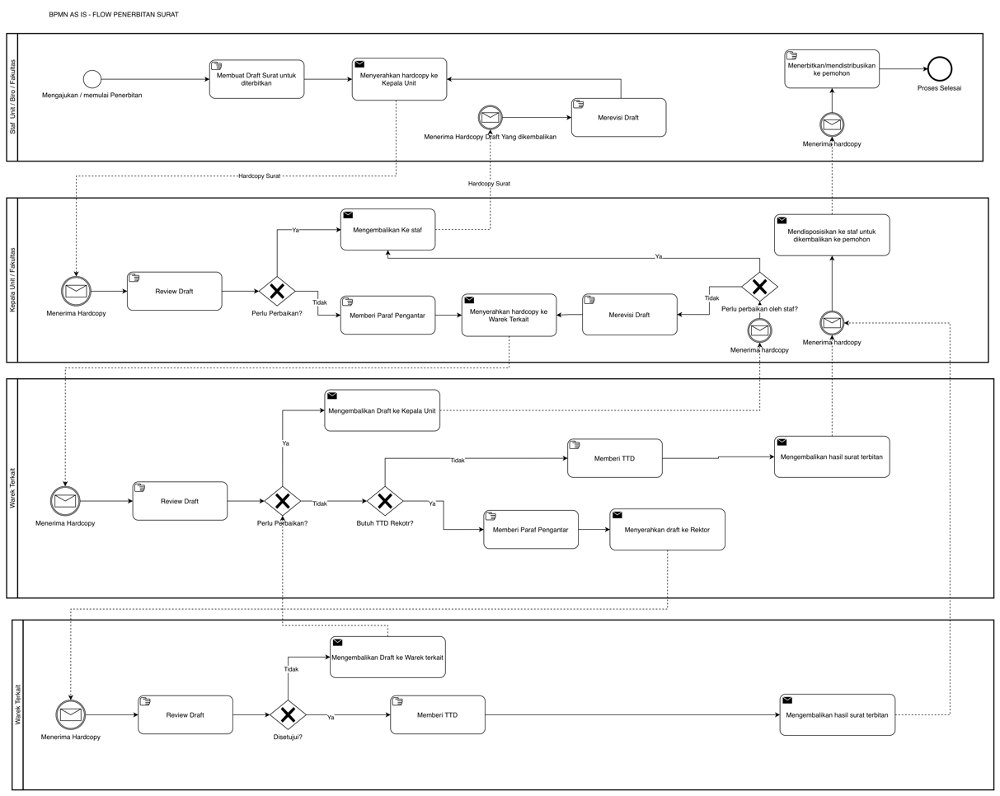 BPMN AS IS - FLOW PENERBITAN SURAT
Staf Unit / Biro / Fakultas
Mengajukan / memulai Penerbitan
Membuat Draft Surat untuk
diterbitkan
Menyerahkan hardcopy ke
Kepala Unit
Menerima Hardcopy Draft Yang dikembalikan
Merevisi Draft
Menerbitkan/mendistribusikan
ke pemohon
Proses Selesai
Menerima hardcopy
Hardcopy Surat
Hardcopy Surat
Kepala Unit / Fakultas
Menerima Hardcopy
Review Draft
Perlu Perbaikan?
Ya
Mengembalikan Ke staf
Tidak
Memberi Paraf Pengantar
Menyerahkan hardcopy ke
Warek Terkait
Merevisi Draft
Tidak
Ya
Perlu perbaikan oleh staf?
Menerima hardcopy
Mendisposisikan ke staf untuk
dikembalikan ke pemohon
Menerima hardcopy
Warek Terkait
Menerima Hardcopy
Review Draft
Perlu Perbaikan?
Ya
Mengembalikan Draft ke Kepala Unit
Tidak
Butuh TTD Rekotr?
Tidak
Memberi TTD
Mengembalikan hasil surat terbitan
Ya
Memberi Paraf Pengantar
Menyerahkan draft ke Rektor
Warek Terkait
Menerima Hardcopy
Review Draft
Disetujui?
Tidak
Mengembalikan Draft ke Warek terkait
Ya
Memberi TTD
Mengembalikan hasil surat terbitan